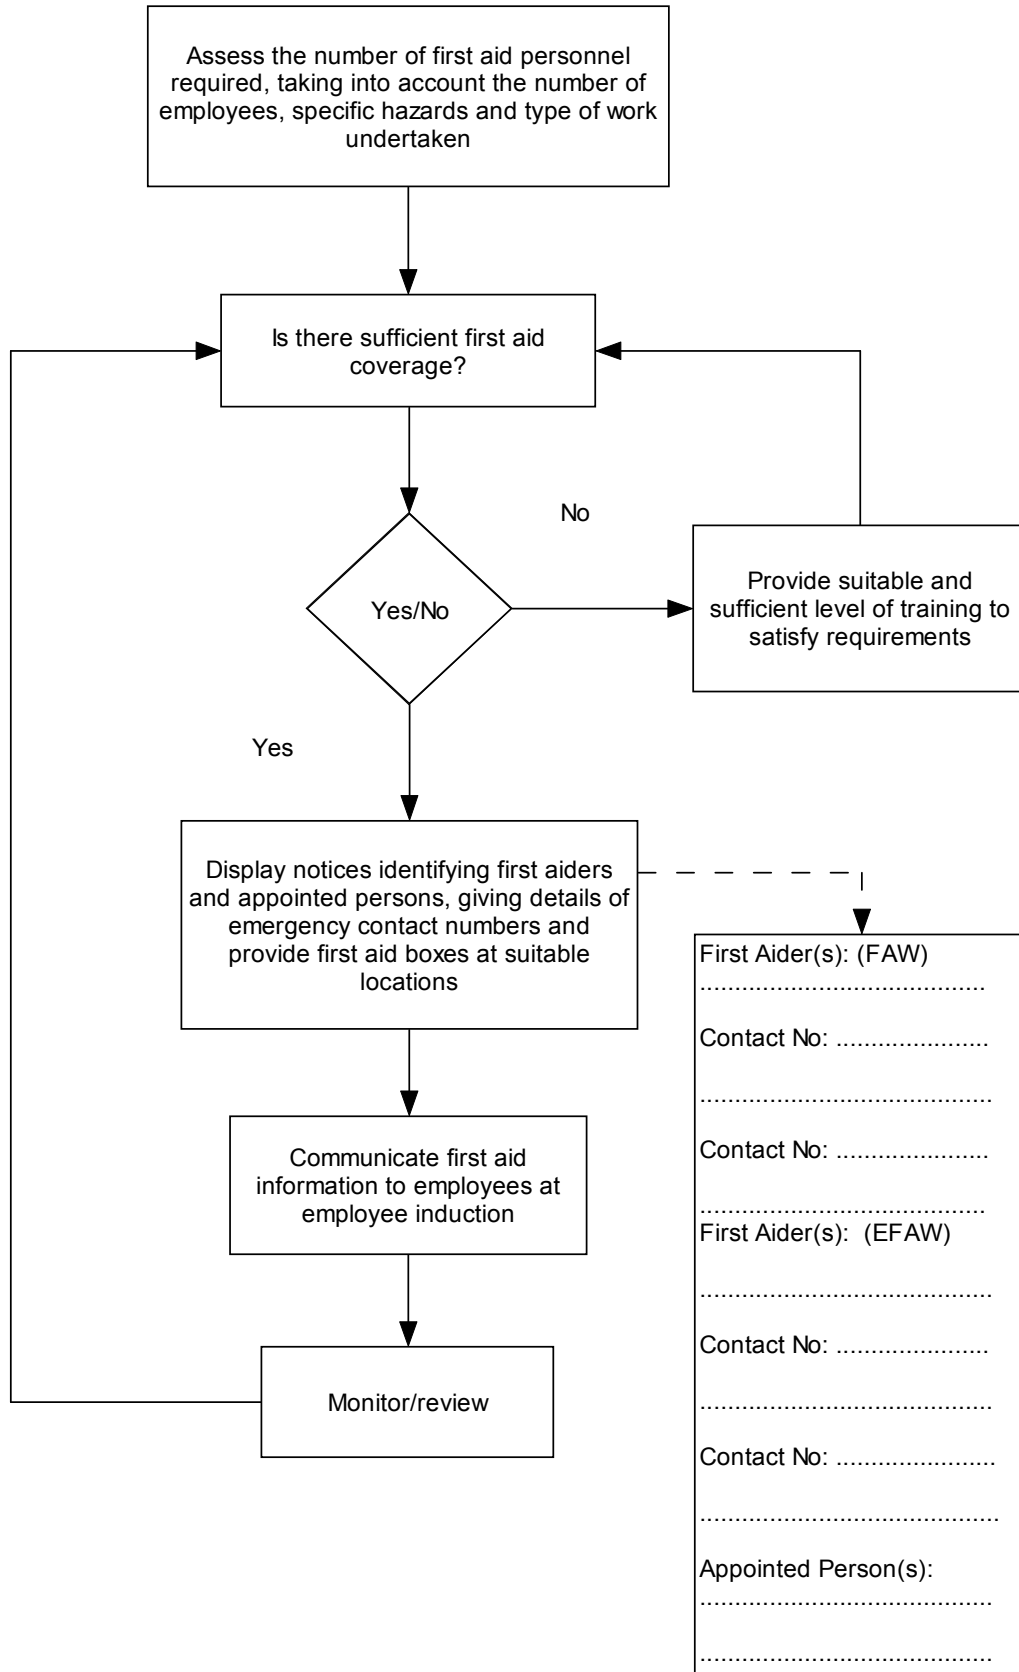 Assess the number of first aid personnel
required, taking into account the number of
employees, specific hazards and type of work
undertaken
Is there sufficient first aid
coverage?
No
Yes/No
Provide suitable and
sufficient level of training to
satisfy requirements
Yes
Display notices identifying first aiders
and appointed persons, giving details of
emergency contact numbers and
provide first aid boxes at suitable
locations
Communicate first aid
information to employees at
employee induction
Monitor/review
First Aider(s): (FAW)
.........................................
Contact No: ......................
..........................................
Contact No: ......................
.........................................
First Aider(s):  (EFAW)
..........................................
Contact No: ......................
..........................................
Contact No: .......................
...........................................
Appointed Person(s):
..........................................
..........................................